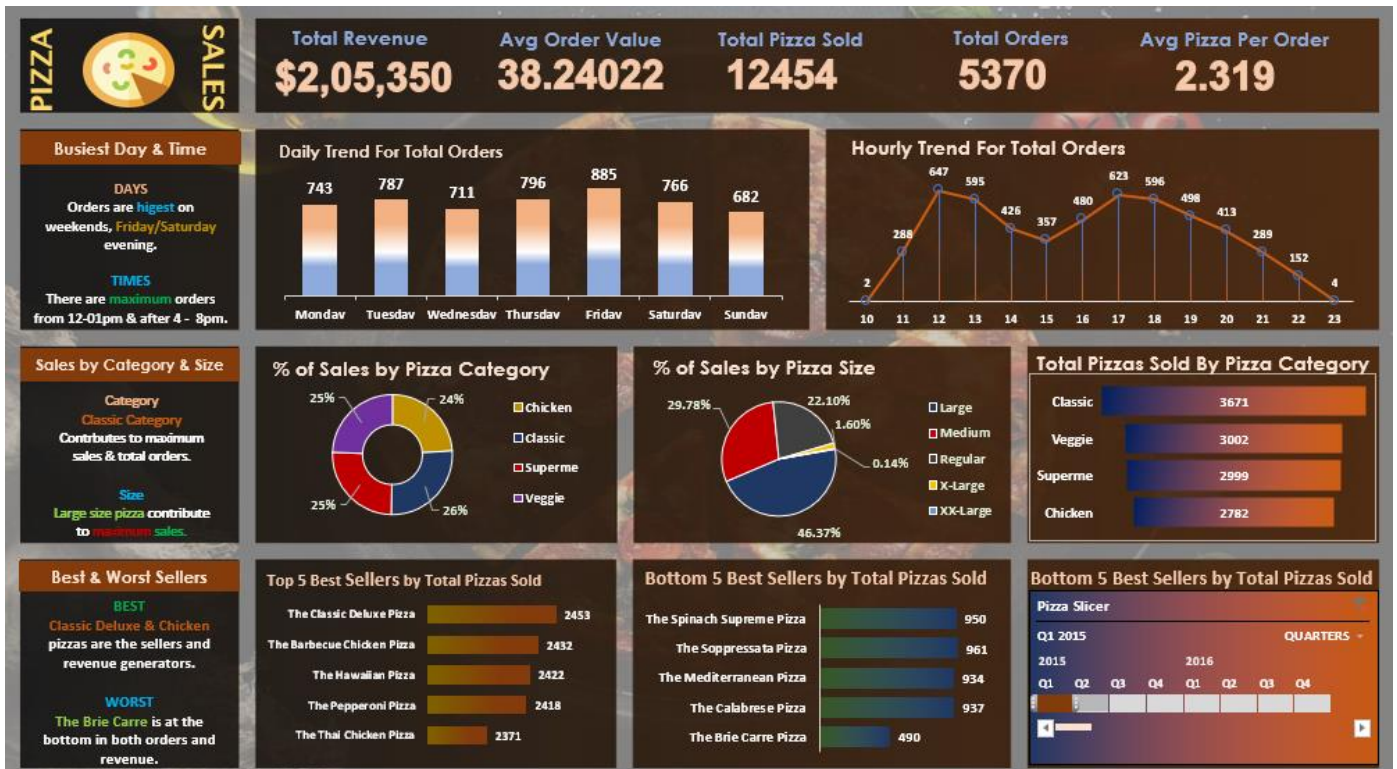 PIZZA
SALES
Total Revenue
$2,05,350
Avg Order Value
38.24022
Total Pizza Sold
12454
Total Orders
5370
Avg Pizza Per Order
2.319
Busiest Day & Time
DAYS
Orders are higest on
weekends, Friday/Saturday
evening.
TIMES
There are maximum orders
from 12-01pm & after 4 - 8pm.
Daily Trend For Total Orders
743 787 711 796 885 766 682
Monday Tuesday Wednesday Thursday Friday Saturday Sunday
Hourly Trend For Total Orders
2 288 647 595 426 357 480 623 596 498 413 289 152 4
10 11 12 13 14 15 16 17 18 19 20 21 22 23
Sales by Category & Size
Category
Classic Category
Contrbutes to maximum
sales & total orders.
Size
Large size pizza contribute
to maximum sales.
% of Sales by Pizza Category
25% 24%
25% 26%
Chicken
Classic
Superme
Veggie
% of Sales by Pizza Size
29.78% 22.10%
1.60%
0.14%
46.37%
Large
Medium
Regular
X-Large
XX-Large
Total Pizzas Sold By Pizza Category
Classic 3671
Veggie 3002
Superme 2999
Chicken 2782
Best & Worst Sellers
BEST
Classic Deluxe & Chicken
pizzas are the sellers and
revenue generators.
WORST
The Brie Carre is at the
bottom in both orders and
revenue.
Top 5 Best Sellers by Total Pizzas Sold
The Classic Deluxe Pizza 2453
The Barbecue Chicken Pizza 2432
The Hawaiian Pizza 2422
The Pepperoni Pizza 2418
The Thai Chicken Pizza 2371
Bottom 5 Best Sellers by Total Pizzas Sold
The Spinach Supreme Pizza 950
The Soppressata Pizza 961
The Mediterranean Pizza 934
The Calabrese Pizza 937
The Brie Carre Pizza 490
Bottom 5 Best Sellers by Total Pizzas Sold
Pizza Slicer
Q1 2015 QUARTERS
2015 2016
Q1 Q2 Q3 Q4 Q1 Q2 Q3 Q4